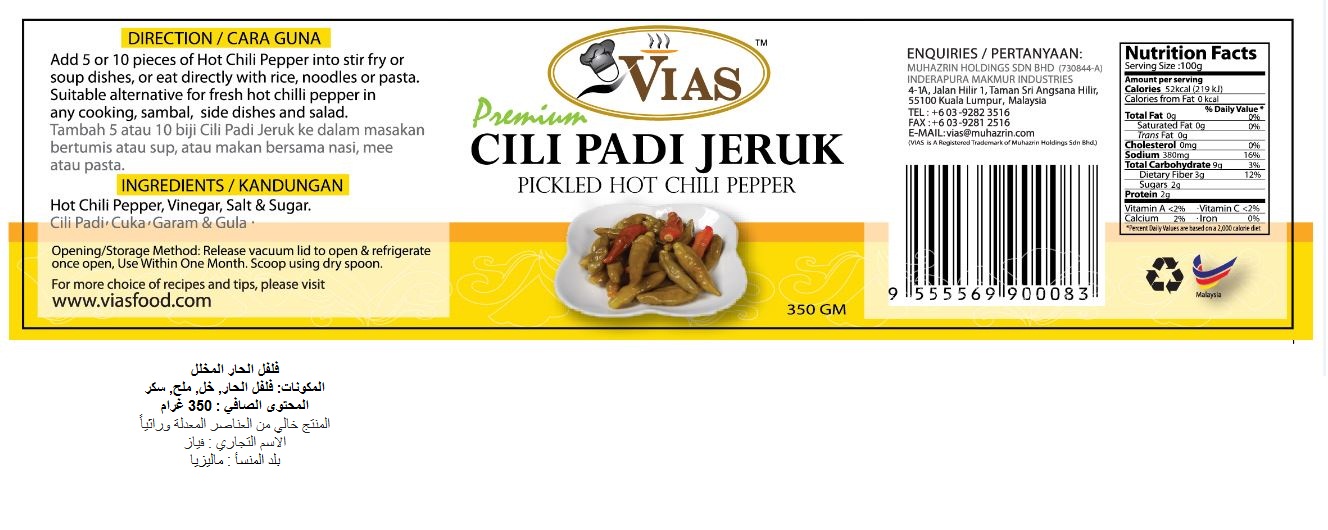 DIRECTION / CARA GUNA
Add 5 or 10 pieces of Hot Chili Pepper into stir fry or
soup dishes, or eat directly with rice, noodles or pasta.
Suitable alternative for fresh hot chilli pepper in
any cooking, sambal, side dishes and salad.
Tambah 5 atau 10 biji Cili Padi Jeruk ke dalam masakan
bertumis atau sup, atau makan bersama nasi, mee
atau pasta.
INGREDIENTS / KANDUNGAN
Hot Chili Pepper, Vinegar, Salt & Sugar.
Cili Padi, Cuka, Garam & Gula .
Opening/Storage Method: Release vacuum lid to open & refrigerate
once open, Use Within One Month. Scoop using dry spoon.
For more choice of recipes and tips, please visit
www.viasfood.com
VIAS TM
Premium
CILI PADI JERUK
PICKLED HOT CHILI PEPPER
350 GM
ENQUIRIES / PERTANYAAN:
MUHAZRIN HOLDINGS SDN BHD (730844-A)
INDERAPURA MAKMUR INDUSTRIES
4-1A, Jalan Hilir 1, Taman Sri Angsana Hilir,
55100 Kuala Lumpur, Malaysia
TEL : +6 03-9282 3516
FAX : +6 03-9281 2516
E-MAIL: vias@muhazrin.com
(VIAS is A Registered Trademark of Muhazrin Holdings Sdn Bhd.)
9 555569 900083
Nutrition Facts
Serving Size :100g
Amount per serving
Calories 52kcal (219 kJ)
Calories from Fat 0 kcal
% Daily Value *
Total Fat 0g 0%
Saturated Fat 0g 0%
Trans Fat 0g
Cholesterol 0mg 0%
Sodium 380mg 16%
Total Carbohydrate 9g 3%
Dietary Fiber 3g 12%
Sugars 2g
Protein 2g
Vitamin A <2% ·Vitamin C <2%
Calcium 2% ·Iron 0%
*Percent Daily Values are based on a 2,000 calorie diet
Malaysia
فلفل الحار المخلل
المكونات: فلفل الحار, خل, ملح, سكر
المحتوى الصافي : 350 غرام
المنتج خالي من العناصر المعدلة وراثياً
الاسم التجاري : فياز
بلد المنسأ : ماليزيا